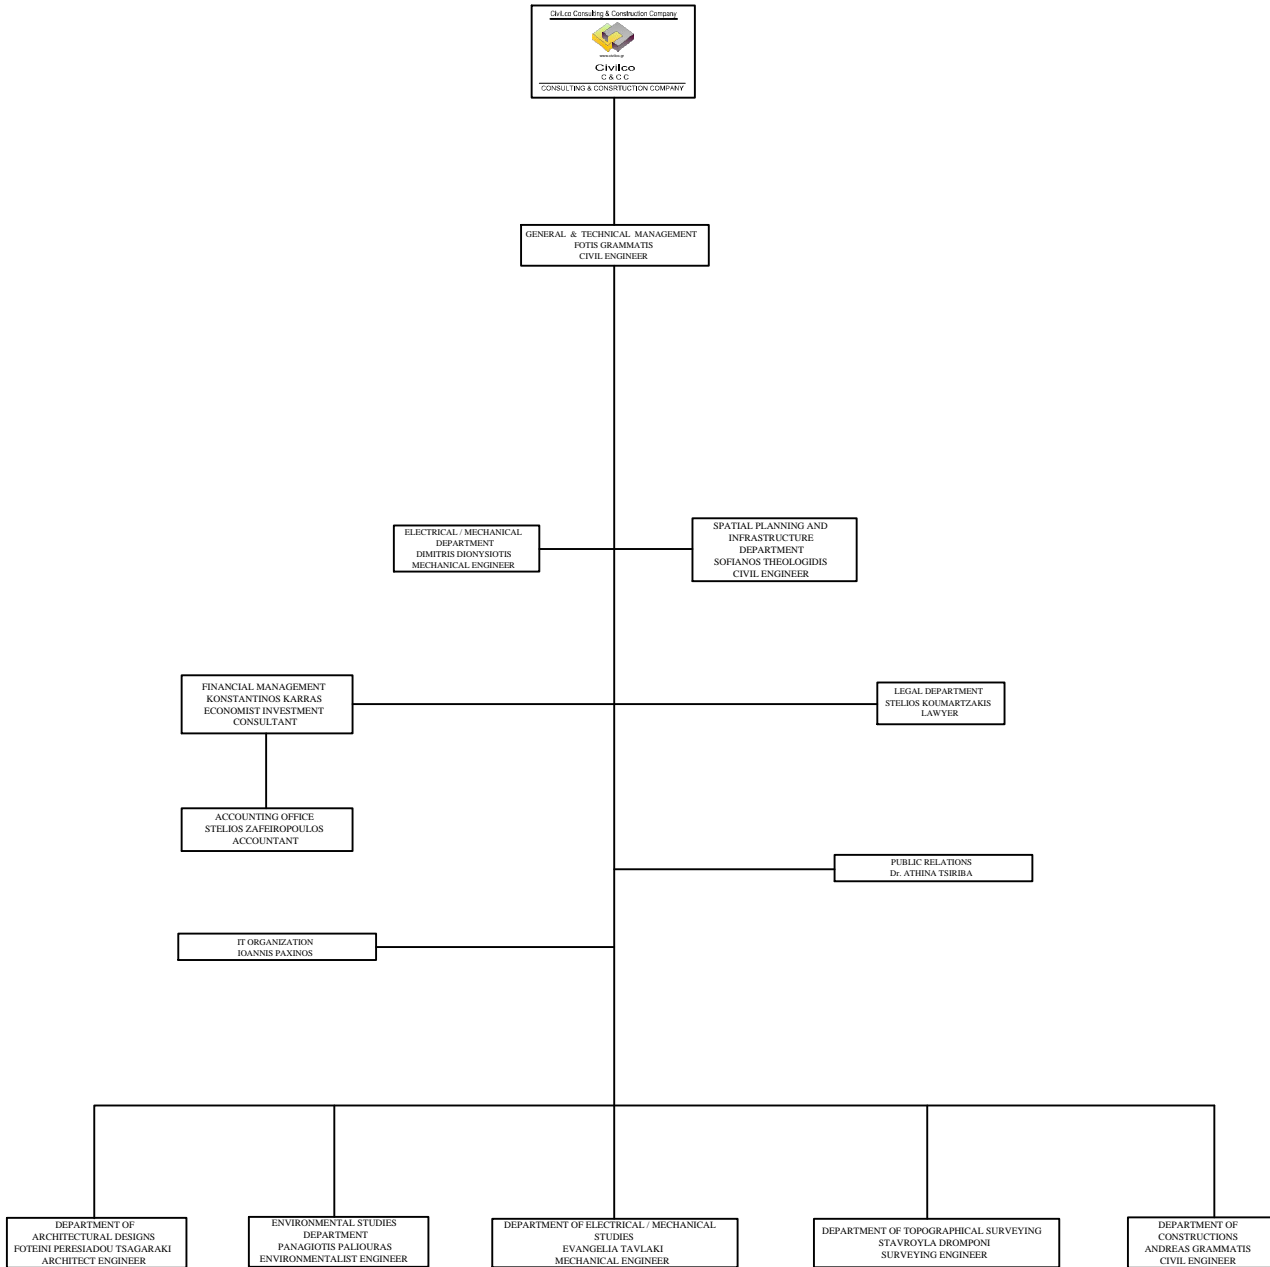 CivilLco Consulting & Construction Company
www.civilco.gr
Civilco
C & C C
CONSULTING & CONSRTUCTION COMPANY
GENERAL & TECHNICAL MANAGEMENT
FOTIS GRAMMATIS
CIVIL ENGINEER
ELECTRICAL / MECHANICAL
DEPARTMENT
DIMITRIS DIONYSIOTIS
MECHANICAL ENGINEER
SPATIAL PLANNING AND
INFRASTRUCTURE
DEPARTMENT
SOFIANOS THEOLOGIDIS
CIVIL ENGINEER
FINANCIAL MANAGEMENT
KONSTANTINOS KARRAS
ECONOMIST INVESTMENT
CONSULTANT
LEGAL DEPARTMENT
STELIOS KOUMARTZAKIS
LAWYER
ACCOUNTING OFFICE
STELIOS ZAFEIROPOULOS
ACCOUNTANT
PUBLIC RELATIONS
Dr. ATHINA TSIRIBA
IT ORGANIZATION
IOANNIS PAXINOS
DEPARTMENT OF
ARCHITECTURAL DESIGNS
FOTEINI PERESIADOU TSAGARAKI
ARCHITECT ENGINEER
ENVIRONMENTAL STUDIES
DEPARTMENT
PANAGIOTIS PALIOURAS
ENVIRONMENTALIST ENGINEER
DEPARTMENT OF ELECTRICAL / MECHANICAL
STUDIES
EVANGELIA TAVLAKI
MECHANICAL ENGINEER
DEPARTMENT OF TOPOGRAPHICAL SURVEYING
STAVROYLA DROMPONI
SURVEYING ENGINEER
DEPARTMENT OF
CONSTRUCTIONS
ANDREAS GRAMMATIS
CIVIL ENGINEER